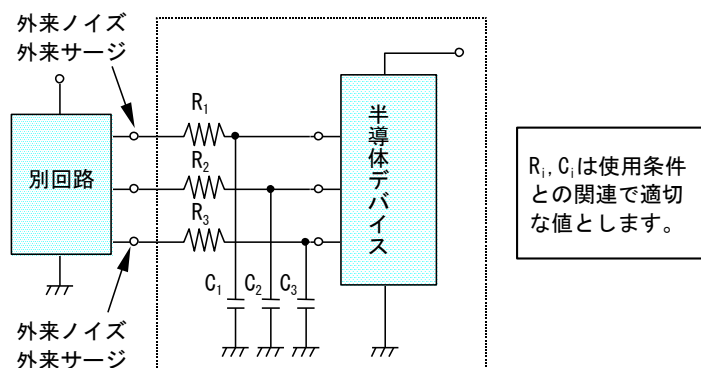 外来ノイズ
外来サージ
別回路
R₁
R₂
R₃
C₁
C₂
C₃
半導体デバイス
外来ノイズ
外来サージ
Rᵢ, Cᵢは使用条件
との関連で適切
な値とします。